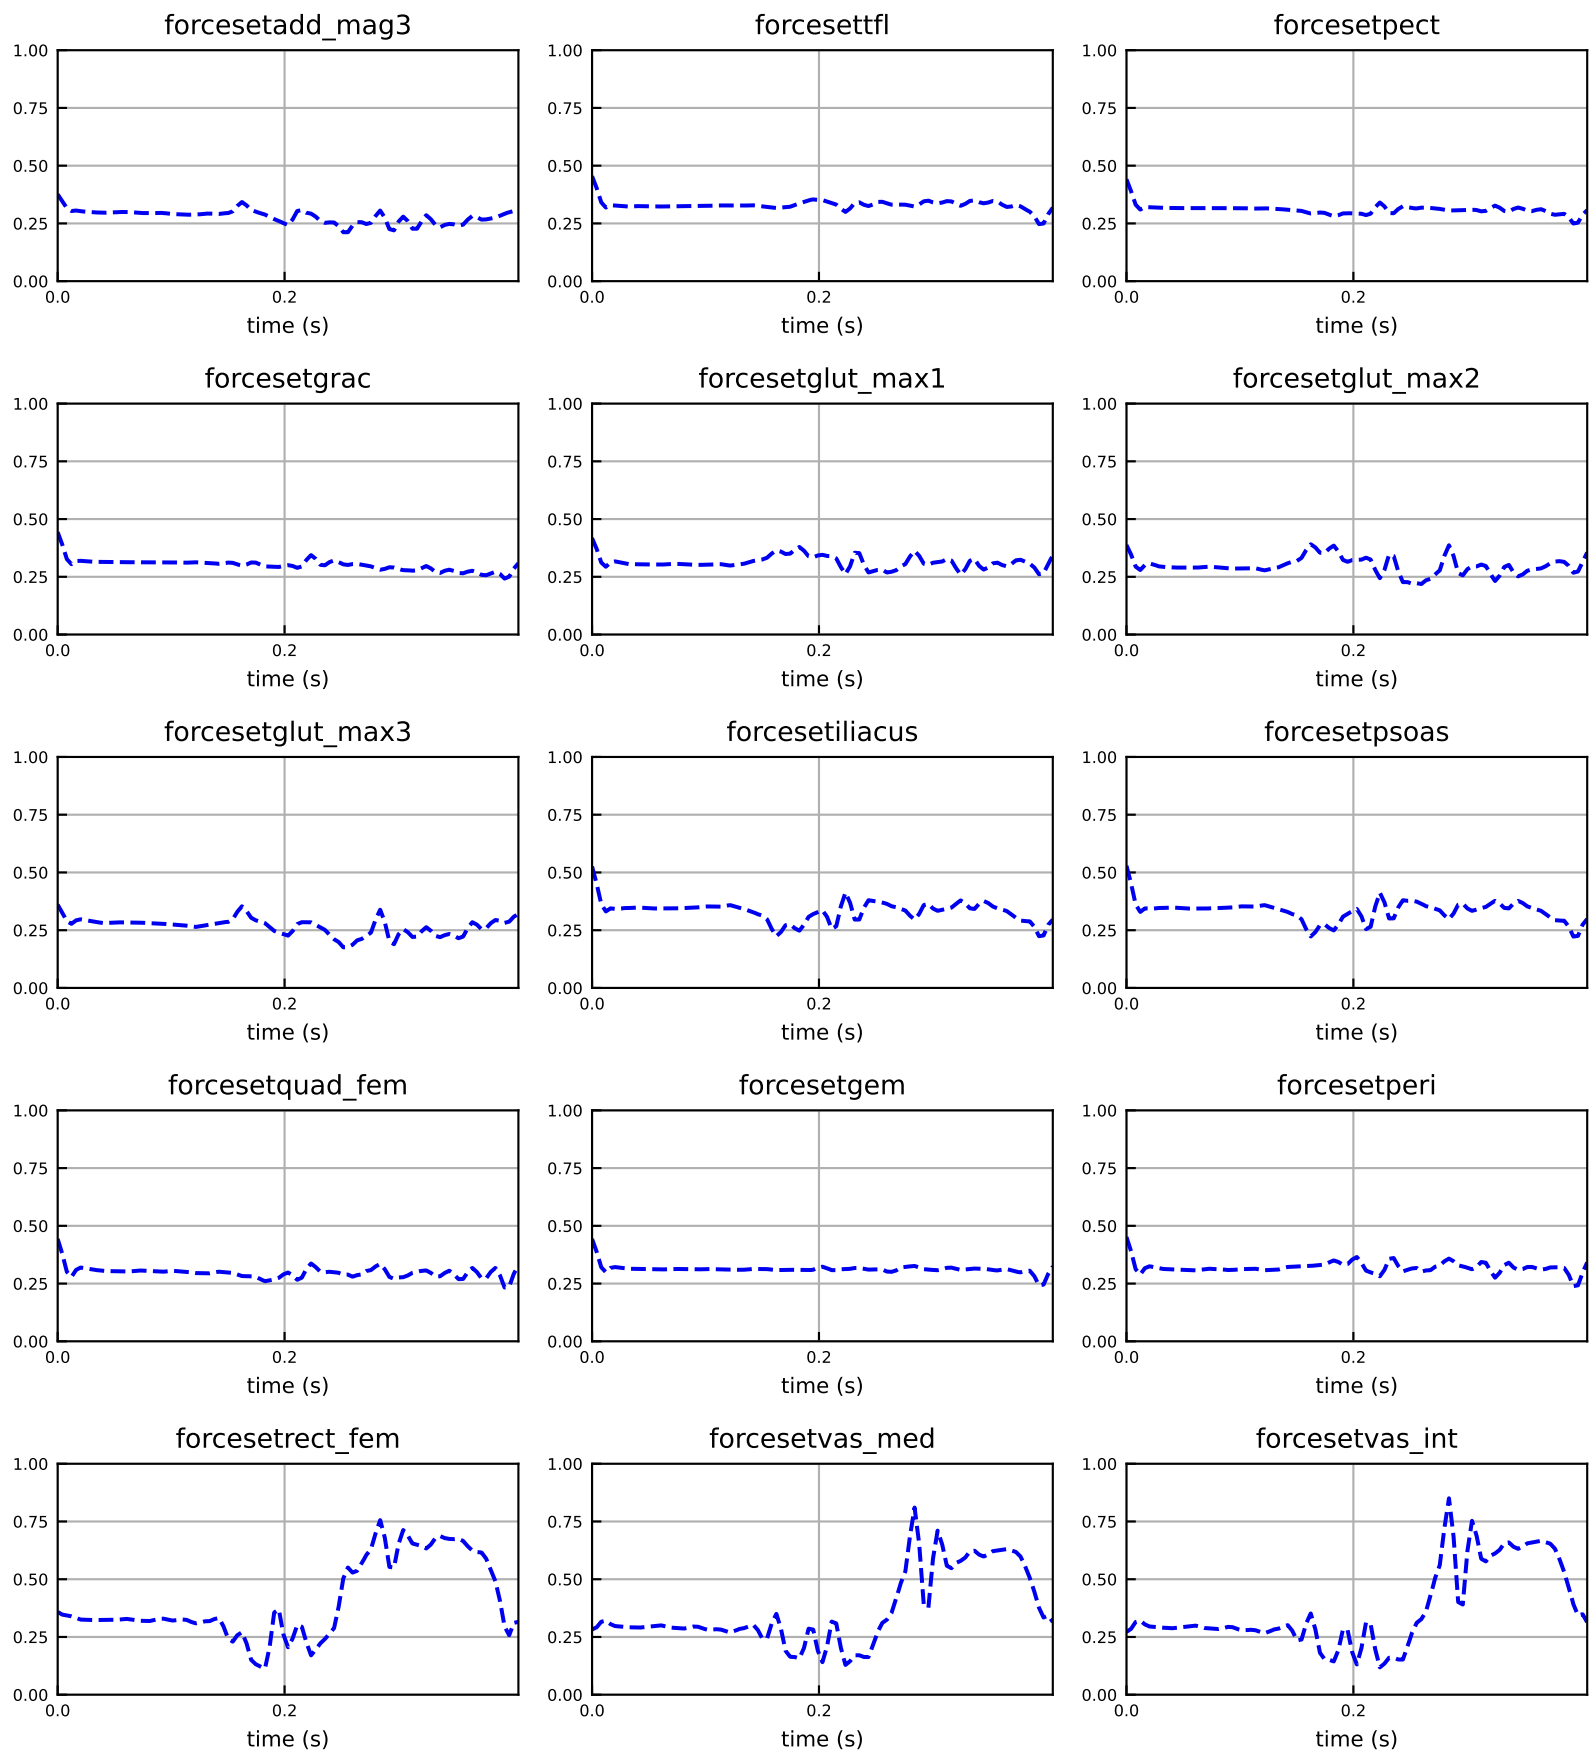 forcesetadd_mag3 forcesettfl forcesetpect
1.00 1.00 1.00
0.75 0.75 0.75
0.50 0.50 0.50
0.25 0.25 0.25
0.00 0.00 0.00
0.0 0.2 0.0 0.2 0.0 0.2
time (s) time (s) time (s)
forcesetgrac forcesetglut_max1 forcesetglut_max2
1.00 1.00 1.00
0.75 0.75 0.75
0.50 0.50 0.50
0.25 0.25 0.25
0.00 0.00 0.00
0.0 0.2 0.0 0.2 0.0 0.2
time (s) time (s) time (s)
forcesetglut_max3 forcesetiliacus forcesetpsoas
1.00 1.00 1.00
0.75 0.75 0.75
0.50 0.50 0.50
0.25 0.25 0.25
0.00 0.00 0.00
0.0 0.2 0.0 0.2 0.0 0.2
time (s) time (s) time (s)
forcesetquad_fem forcesetgem forcesetperi
1.00 1.00 1.00
0.75 0.75 0.75
0.50 0.50 0.50
0.25 0.25 0.25
0.00 0.00 0.00
0.0 0.2 0.0 0.2 0.0 0.2
time (s) time (s) time (s)
forcesetrect_fem forcesetvas_med forcesetvas_int
1.00 1.00 1.00
0.75 0.75 0.75
0.50 0.50 0.50
0.25 0.25 0.25
0.00 0.00 0.00
0.0 0.2 0.0 0.2 0.0 0.2
time (s) time (s) time (s)